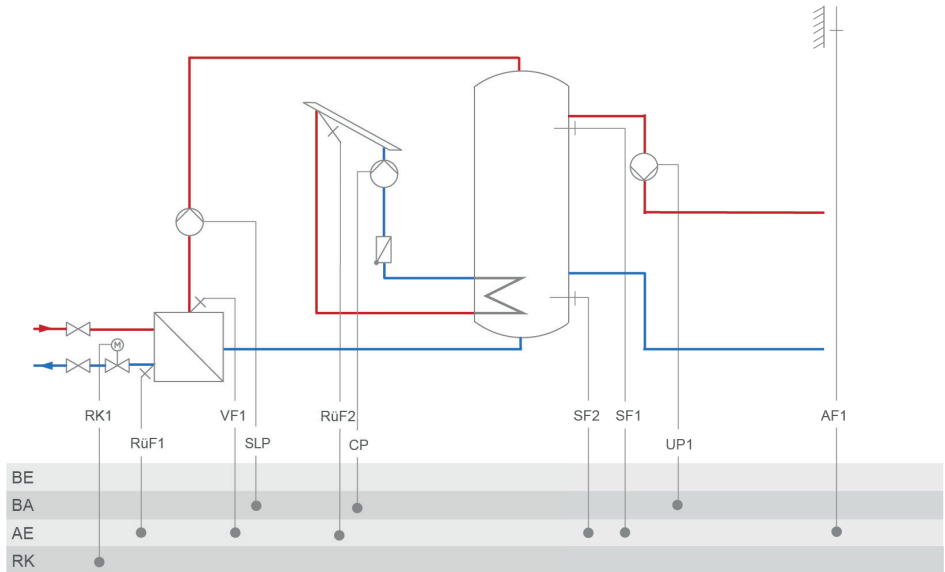 M
RK1
VF1
RüF2
SF2
SF1
AF1
RüF1
SLP
CP
UP1
BE
BA
AE
RK